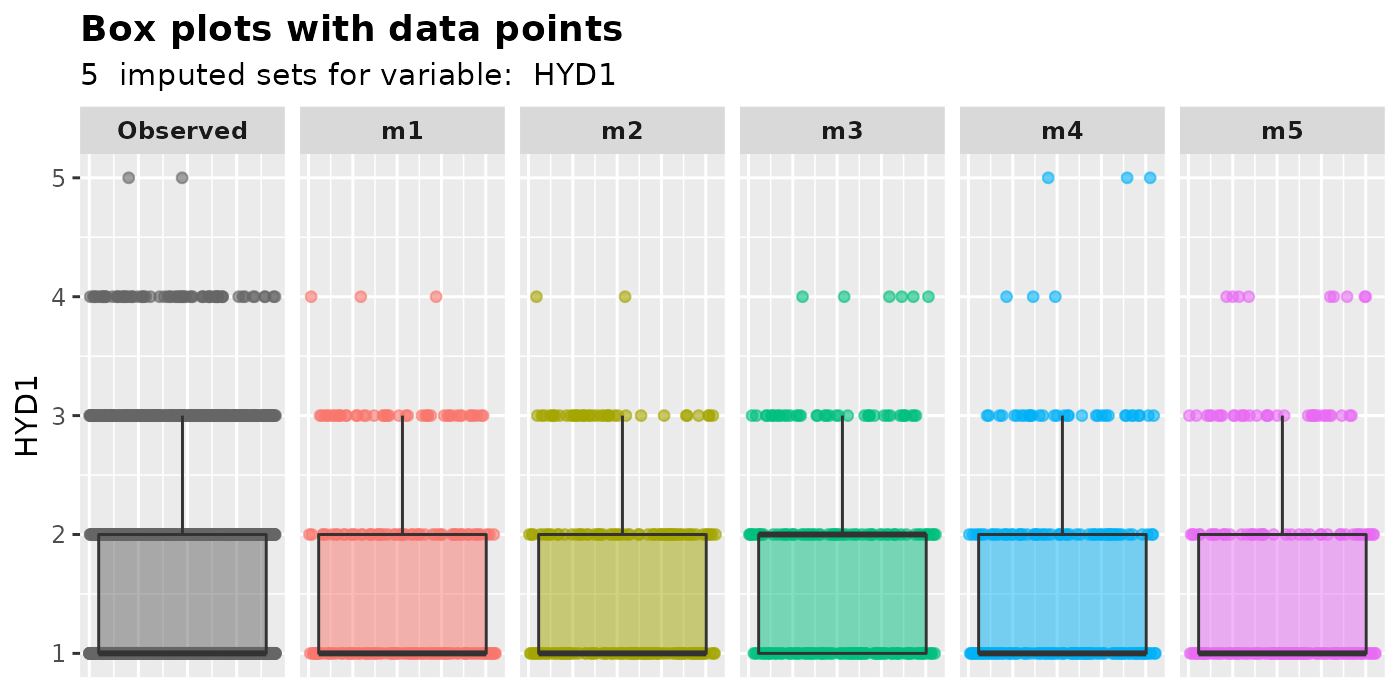 Box plots with data points
5  imputed sets for variable:  HYD1
Observed m1 m2 m3 m4 m5
5
4
3
2
1
HYD1